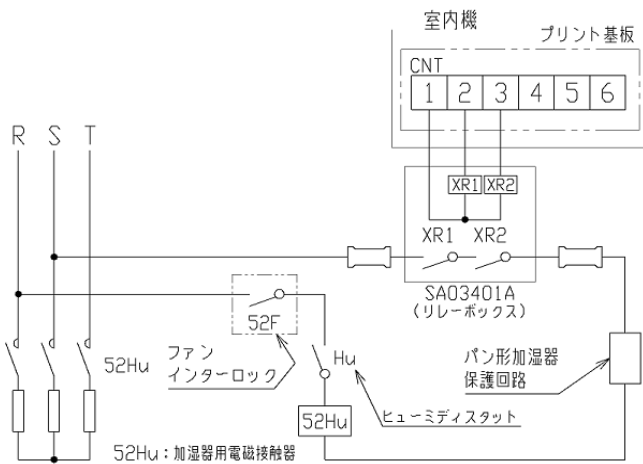 室内機
プリント基板
CNT
1 2 3 4 5 6
R S T
XR1 XR2
XR1 XR2
SA03401A
(リレーボックス)
52F
ファン
インターロック
52Hu
Hu
パン形加湿器
保護回路
52Hu
ヒューミディスタット
52Hu:加湿器用電磁接触器